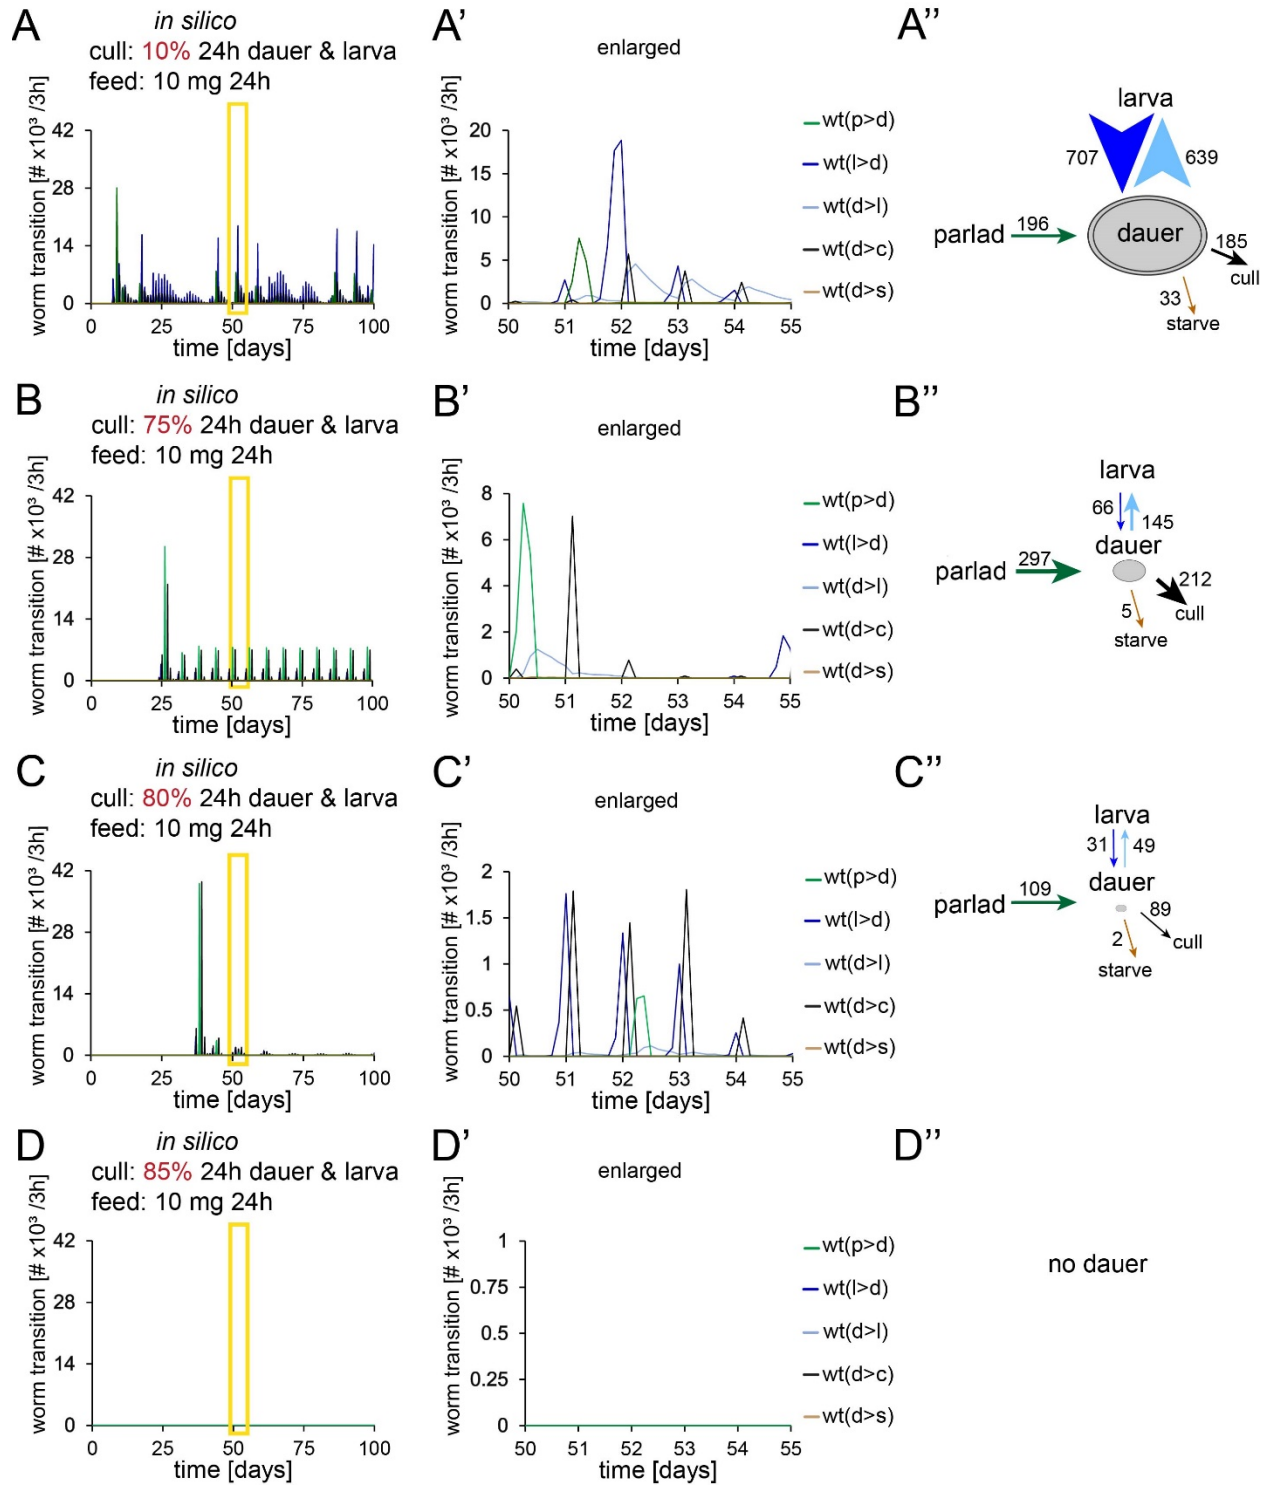 A
in silico
cull: 10% 24h dauer & larva
feed: 10 mg 24h
worm transition [# x10³ /3h]
42
28
14
0
0 25 50 75 100
time [days]
A’
enlarged
worm transition [# x10³ /3h]
20
15
10
5
0
50 51 52 53 54 55
time [days]
wt(p>d)
wt(l>d)
wt(d>l)
wt(d>c)
wt(d>s)
A’’
larva
707 639
parlad 196 dauer 185
cull
33
starve
B
in silico
cull: 75% 24h dauer & larva
feed: 10 mg 24h
worm transition [# x10³ /3h]
42
28
14
0
0 25 50 75 100
time [days]
B’
enlarged
worm transition [# x10³ /3h]
8
6
4
2
0
50 51 52 53 54 55
time [days]
wt(p>d)
wt(l>d)
wt(d>l)
wt(d>c)
wt(d>s)
B’’
larva
66 145
dauer
parlad 297 212
cull
5
starve
C
in silico
cull: 80% 24h dauer & larva
feed: 10 mg 24h
worm transition [# x10³ /3h]
42
28
14
0
0 25 50 75 100
time [days]
C’
enlarged
worm transition [# x10³ /3h]
2
1.5
1
0.5
0
50 51 52 53 54 55
time [days]
wt(p>d)
wt(l>d)
wt(d>l)
wt(d>c)
wt(d>s)
C’’
larva
31 49
dauer
parlad 109 89
cull
2
starve
D
in silico
cull: 85% 24h dauer & larva
feed: 10 mg 24h
worm transition [# x10³ /3h]
42
28
14
0
0 25 50 75 100
time [days]
D’
enlarged
worm transition [# x10³ /3h]
1
0.75
0.5
0.25
0
50 51 52 53 54 55
time [days]
wt(p>d)
wt(l>d)
wt(d>l)
wt(d>c)
wt(d>s)
D’’
no dauer